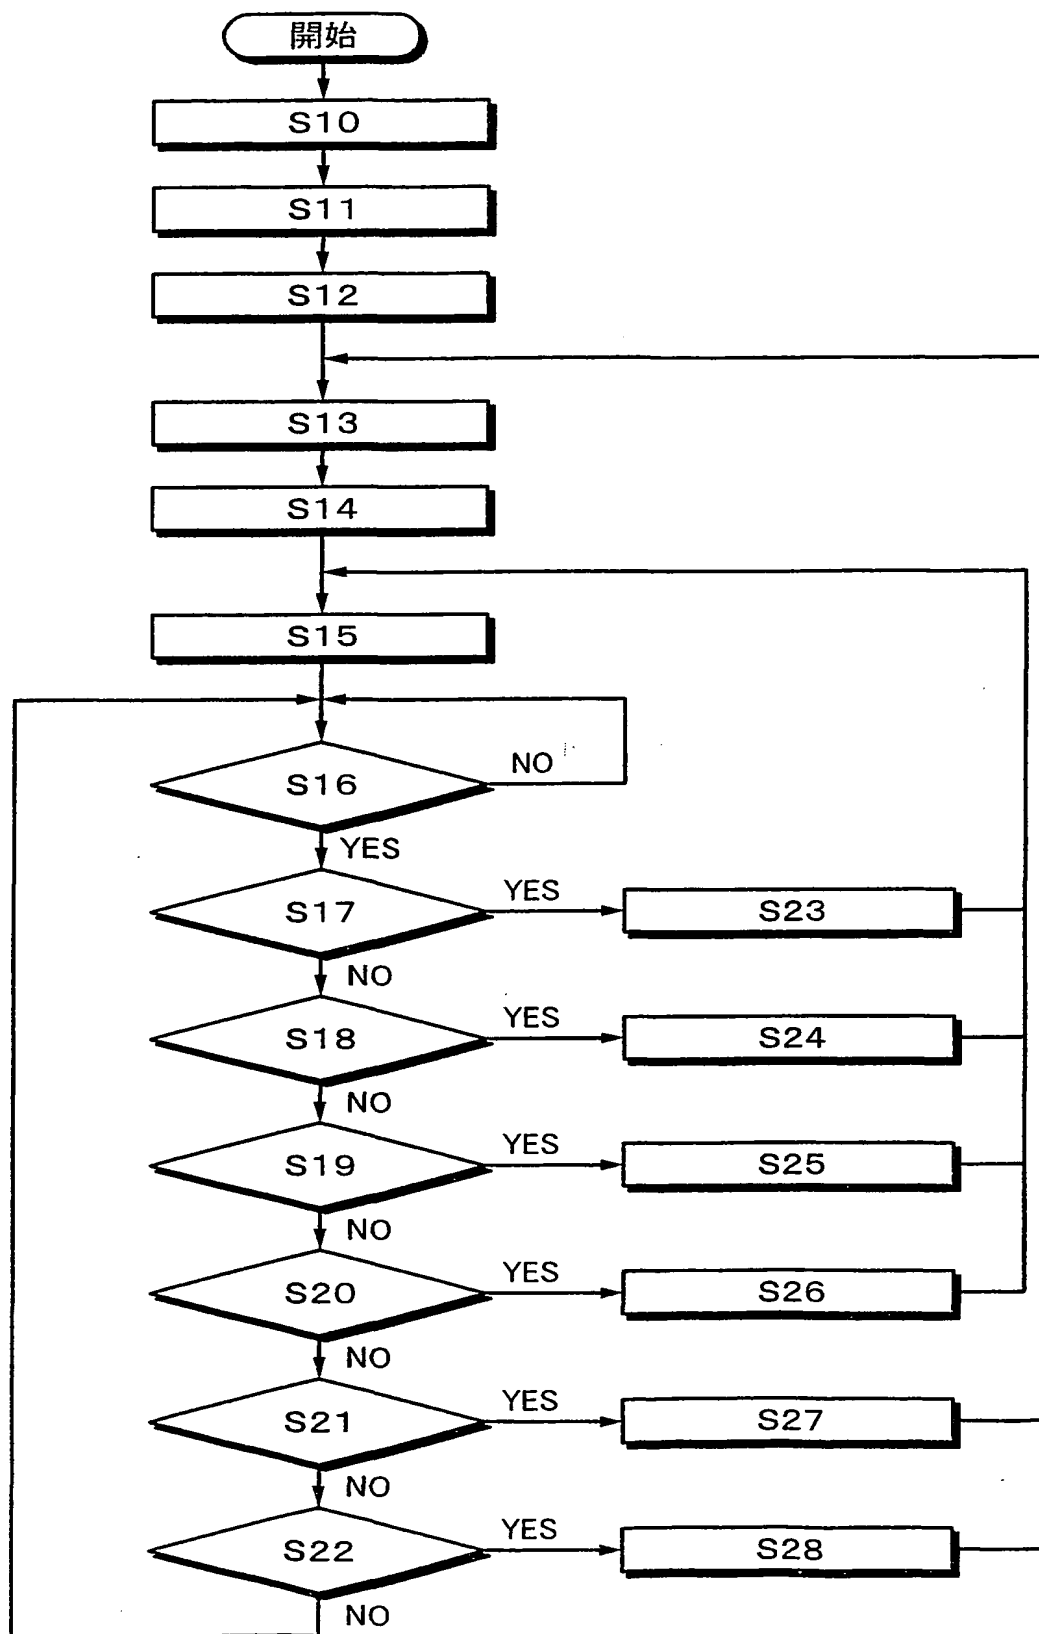 開始
S10
S11
S12
S13
S14
S15
S16
NO
YES
S17
YES
S23
NO
S18
YES
S24
NO
S19
YES
S25
NO
S20
YES
S26
NO
S21
YES
S27
NO
S22
YES
S28
NO